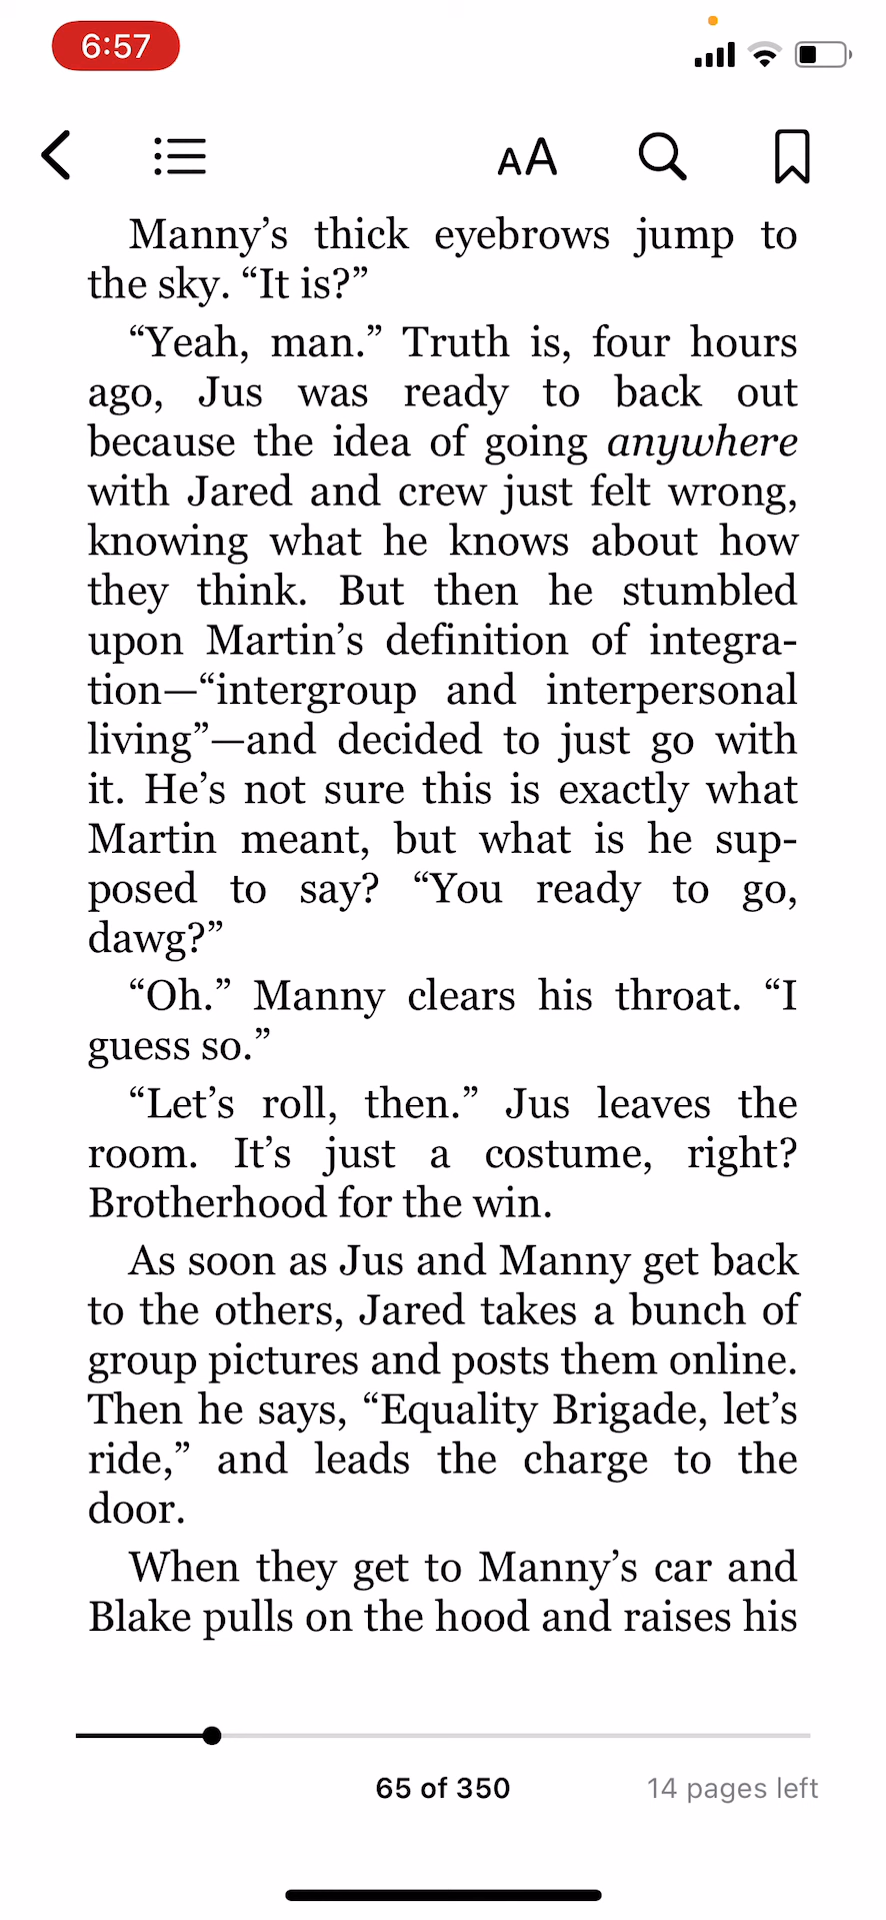 6:57
AA
Manny’s thick eyebrows jump to
the sky. “It is?”
“Yeah, man.” Truth is, four hours
ago, Jus was ready to back out
because the idea of going anywhere
with Jared and crew just felt wrong,
knowing what he knows about how
they think. But then he stumbled
upon Martin’s definition of integra-
tion—“intergroup and interpersonal
living”—and decided to just go with
it. He’s not sure this is exactly what
Martin meant, but what is he sup-
posed to say? “You ready to go,
dawg?”
“Oh.” Manny clears his throat. “I
guess so.”
“Let’s roll, then.” Jus leaves the
room. It’s just a costume, right?
Brotherhood for the win.
As soon as Jus and Manny get back
to the others, Jared takes a bunch of
group pictures and posts them online.
Then he says, “Equality Brigade, let’s
ride,” and leads the charge to the
door.
When they get to Manny’s car and
Blake pulls on the hood and raises his
65 of 350
14 pages left